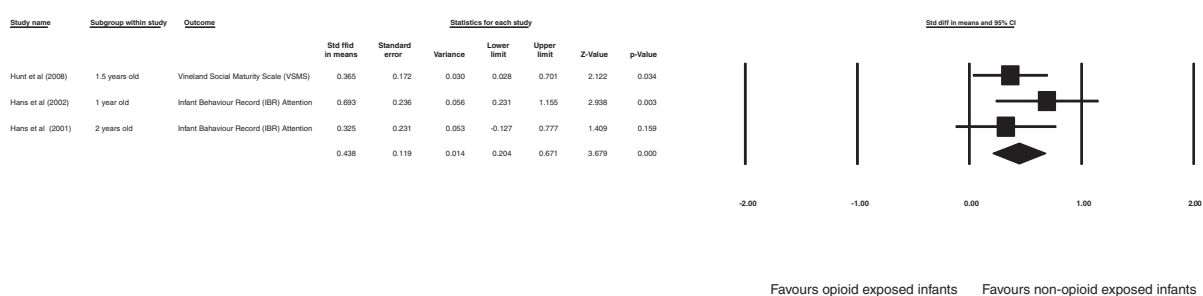 Study name Subgroup within study Outcome Statistics for each study Std diff in means and 95% CI
Std ffid in means Standard error Variance Lower limit Upper limit Z-Value p-Value
Hunt et al (2008) 1.5 years old Vineland Social Maturity Scale (VSMS) 0.365 0.172 0.030 0.028 0.701 2.122 0.034
Hans et al (2002) 1 year old Infant Behaviour Record (IBR) Attention 0.693 0.236 0.056 0.231 1.155 2.938 0.003
Hans et al (2001) 2 years old Infant Bahaviour Record (IBR) Attention 0.325 0.231 0.053 -0.127 0.777 1.409 0.159
0.438 0.119 0.014 0.204 0.671 3.679 0.000
-2.00 -1.00 0.00 1.00 2.00
Favours opioid exposed infants Favours non-opioid exposed infants